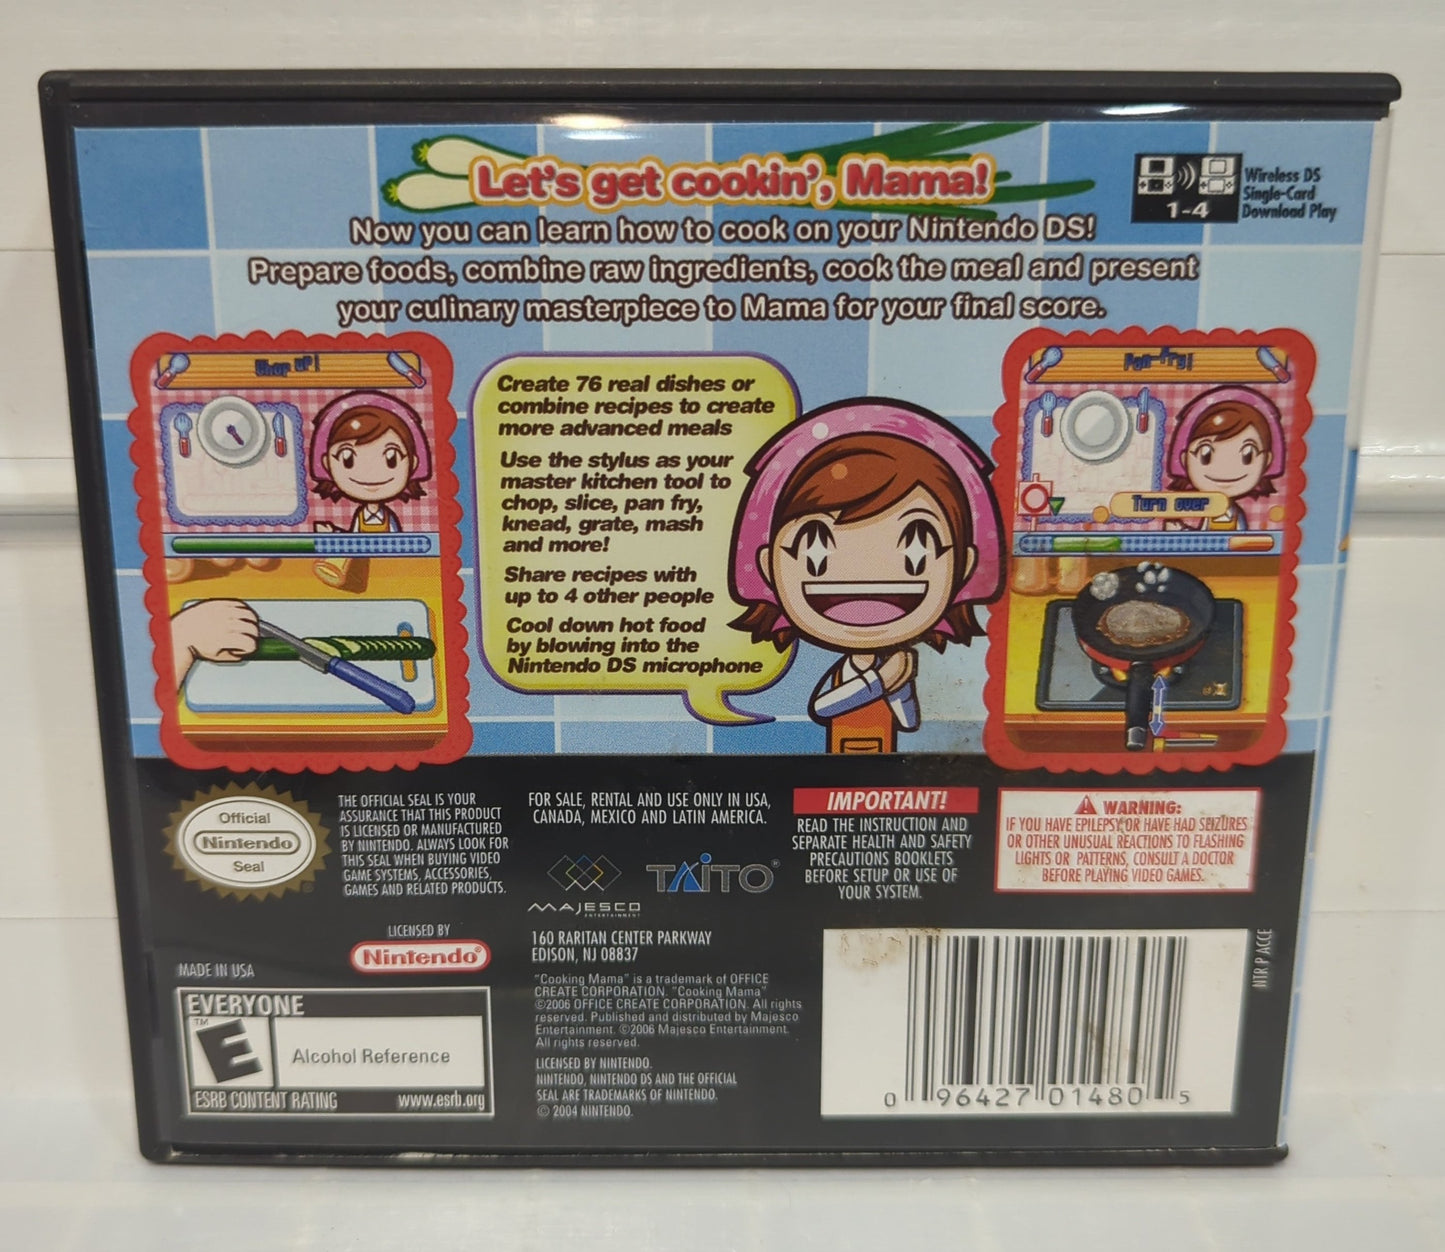 Let's get cookin', Mama!
Now you can learn how to cook on your Nintendo DS!
Prepare foods, combine raw ingredients, cook the meal and present
your culinary masterpiece to Mama for your final score.
1-4
Wireless DS
Single-Card
Download Play
Chop up!
Create 76 real dishes or
combine recipes to create
more advanced meals
Use the stylus as your
master kitchen tool to
chop, slice, pan fry,
knead, grate, mash
and more!
Share recipes with
up to 4 other people
Cool down hot food
by blowing into the
Nintendo DS microphone
Pan-fry!
Turn over
Official
Nintendo
Seal
THE OFFICIAL SEAL IS YOUR
ASSURANCE THAT THIS PRODUCT
IS LICENSED OR MANUFACTURED
BY NINTENDO. ALWAYS LOOK FOR
THIS SEAL WHEN BUYING VIDEO
GAME SYSTEMS, ACCESSORIES,
GAMES AND RELATED PRODUCTS.
LICENSED BY
Nintendo®
MADE IN USA
EVERYONE
TM
E
Alcohol Reference
ESRB CONTENT RATING www.esrb.org
FOR SALE, RENTAL AND USE ONLY IN USA,
CANADA, MEXICO AND LATIN AMERICA.
MAJESCO
ENTERTAINMENT
TAITO®
160 RARITAN CENTER PARKWAY
EDISON, NJ 08837
"Cooking Mama" is a trademark of OFFICE
CREATE CORPORATION. "Cooking Mama"
©2006 OFFICE CREATE CORPORATION. All rights
reserved. Published and distributed by Majesco
Entertainment. ©2006 Majesco Entertainment.
All rights reserved.
LICENSED BY NINTENDO.
NINTENDO, NINTENDO DS AND THE OFFICIAL
SEAL ARE TRADEMARKS OF NINTENDO.
© 2004 NINTENDO.
IMPORTANT!
READ THE INSTRUCTION AND
SEPARATE HEALTH AND SAFETY
PRECAUTIONS BOOKLETS
BEFORE SETUP OR USE OF
YOUR SYSTEM.
WARNING:
IF YOU HAVE EPILEPSY OR HAVE HAD SEIZURES
OR OTHER UNUSUAL REACTIONS TO FLASHING
LIGHTS OR PATTERNS, CONSULT A DOCTOR
BEFORE PLAYING VIDEO GAMES.
NTR P ACCE
0 96427 01480 5